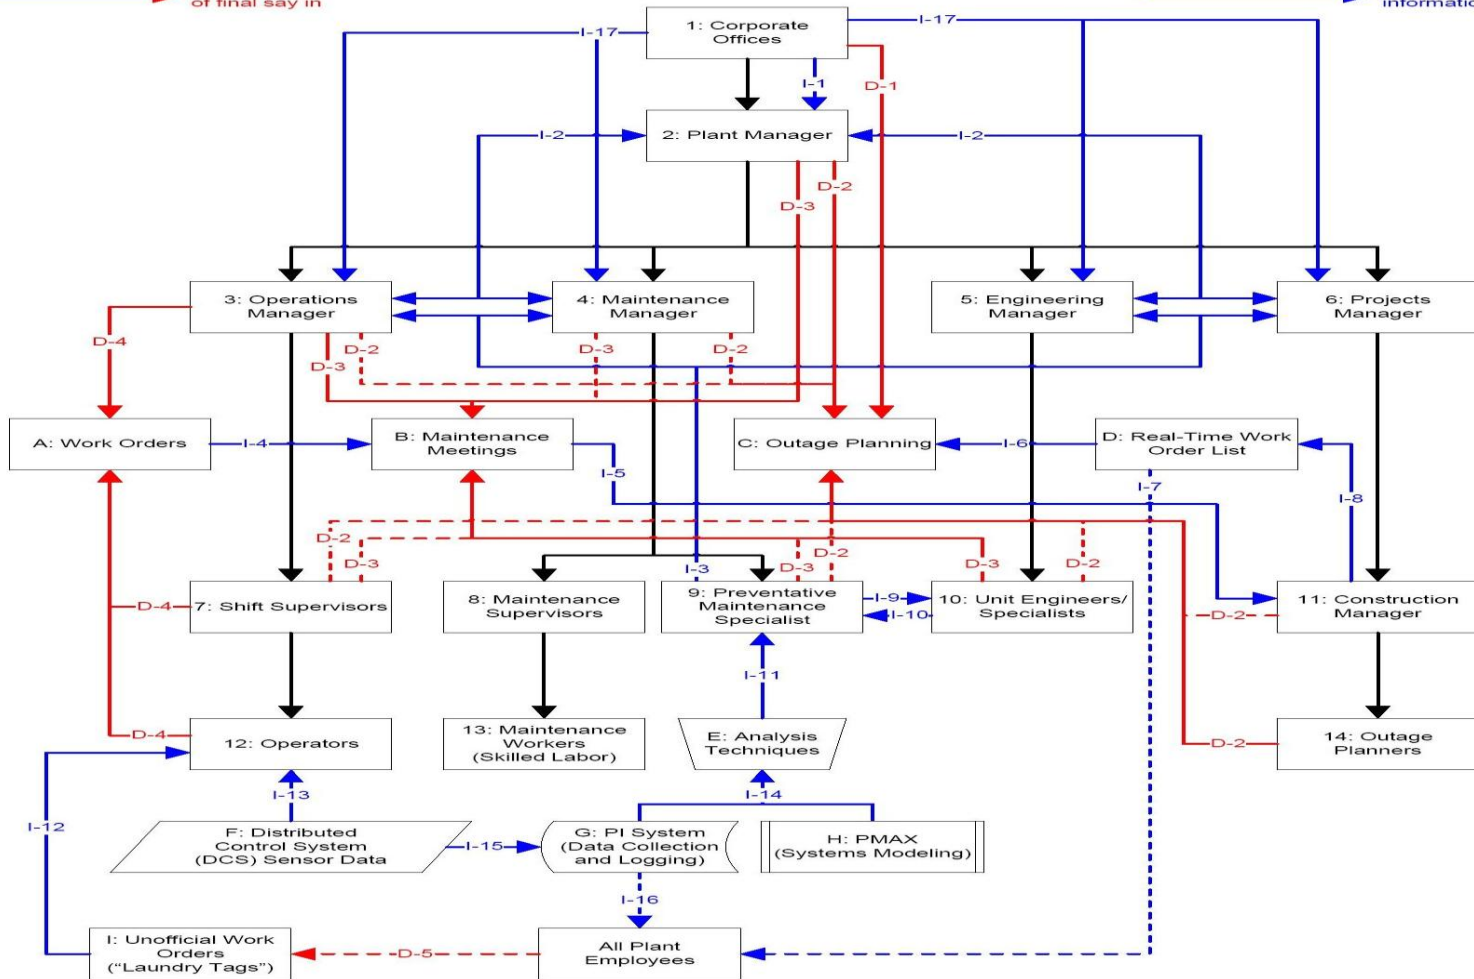 of final say in
informatio
1: Corporate
Offices
I-17
I-17
I-1
D-1
2: Plant Manager
I-2
I-2
D-2
D-3
3: Operations
Manager
4: Maintenance
Manager
5: Engineering
Manager
6: Projects
Manager
D-4
D-3
D-2
D-3
D-2
A: Work Orders
I-4
B: Maintenance
Meetings
I-5
C: Outage Planning
I-6
D: Real-Time Work
Order List
I-7
I-8
D-2
D-3
I-3
D-3
D-2
D-3
D-2
7: Shift Supervisors
D-4
8: Maintenance
Supervisors
9: Preventative
Maintenance
Specialist
I-9
I-10
10: Unit Engineers/
Specialists
D-2
11: Construction
Manager
I-11
D-4
12: Operators
13: Maintenance
Workers
(Skilled Labor)
E: Analysis
Techniques
D-2
14: Outage
Planners
I-13
I-14
I-12
F: Distributed
Control System
(DCS) Sensor Data
I-15
G: PI System
(Data Collection
and Logging)
H: PMAX
(Systems Modeling)
I-16
I: Unofficial Work
Orders
("Laundry Tags")
D-5
All Plant
Employees